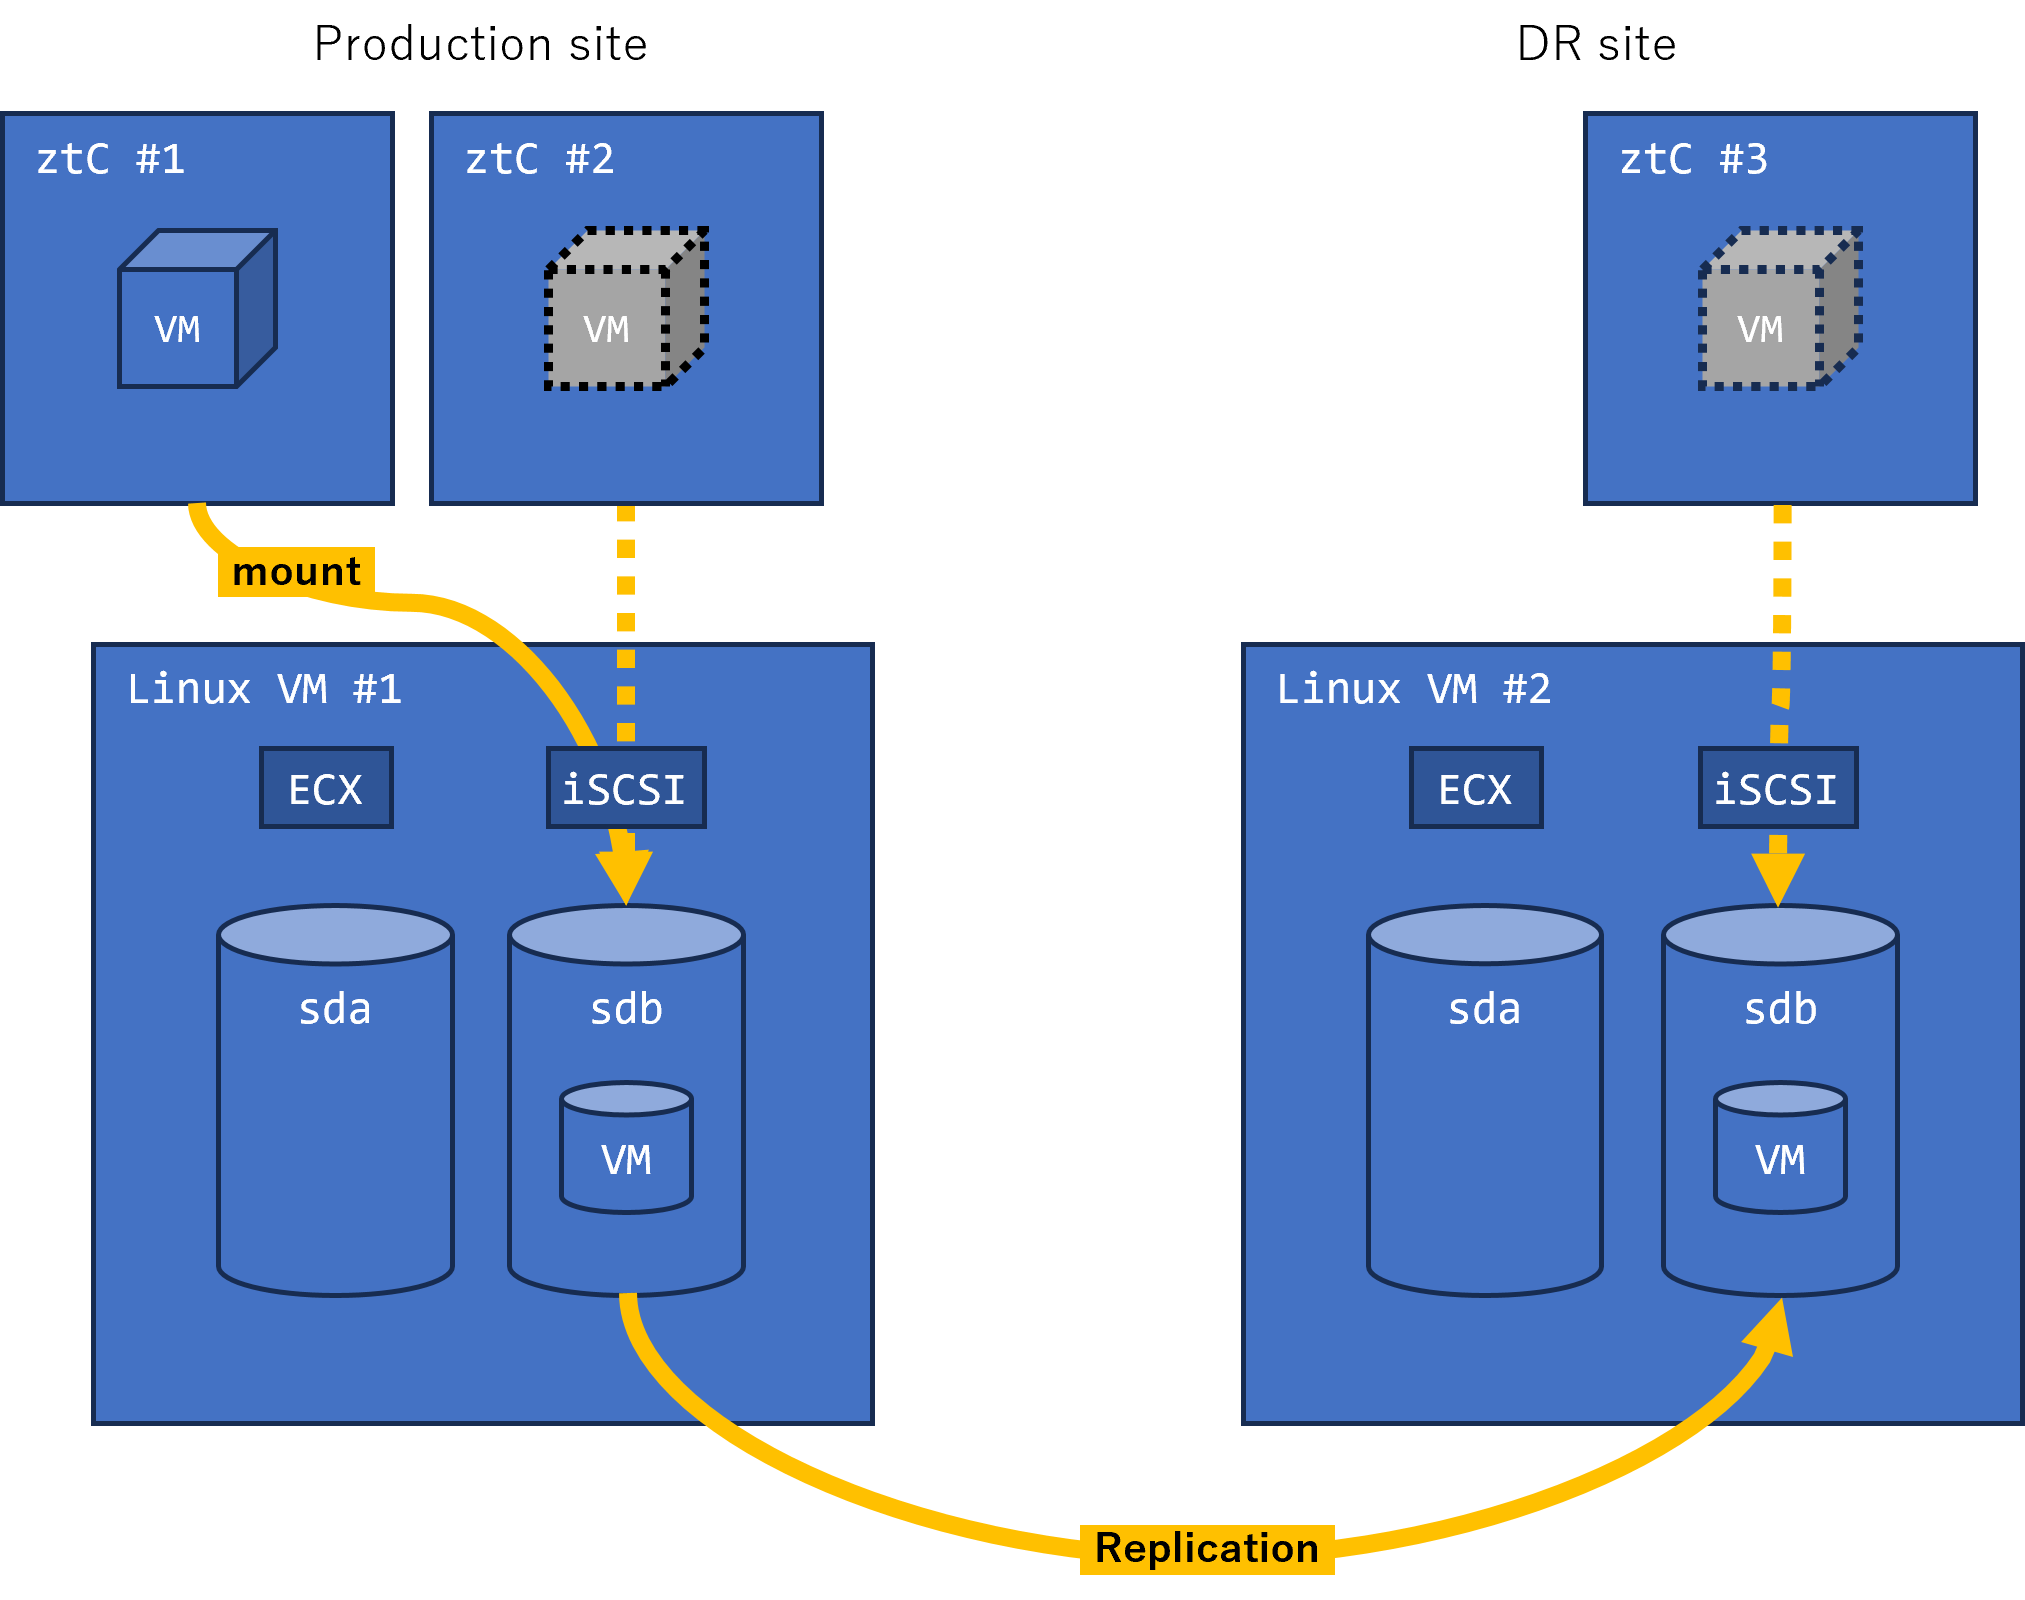 Production site
DR site
ztC #1
ztC #2
ztC #3
VM
VM
VM
mount
Linux VM #1
Linux VM #2
ECX
iSCSI
ECX
iSCSI
sda
sdb
sda
sdb
VM
VM
Replication